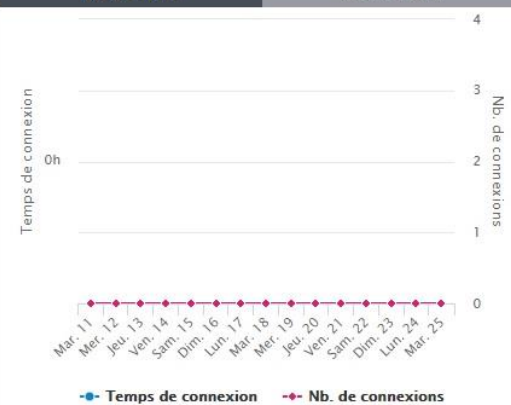 4
3
2
1
0
0h
Temps de connexion
Nb. de connexions
Mar. 11
Mer. 12
Jeu. 13
Ven. 14
Sam. 15
Dim. 16
Lun. 17
Mar. 18
Mer. 19
Jeu. 20
Ven. 21
Sam. 22
Dim. 23
Lun. 24
Mar. 25
Temps de connexion Nb. de connexions